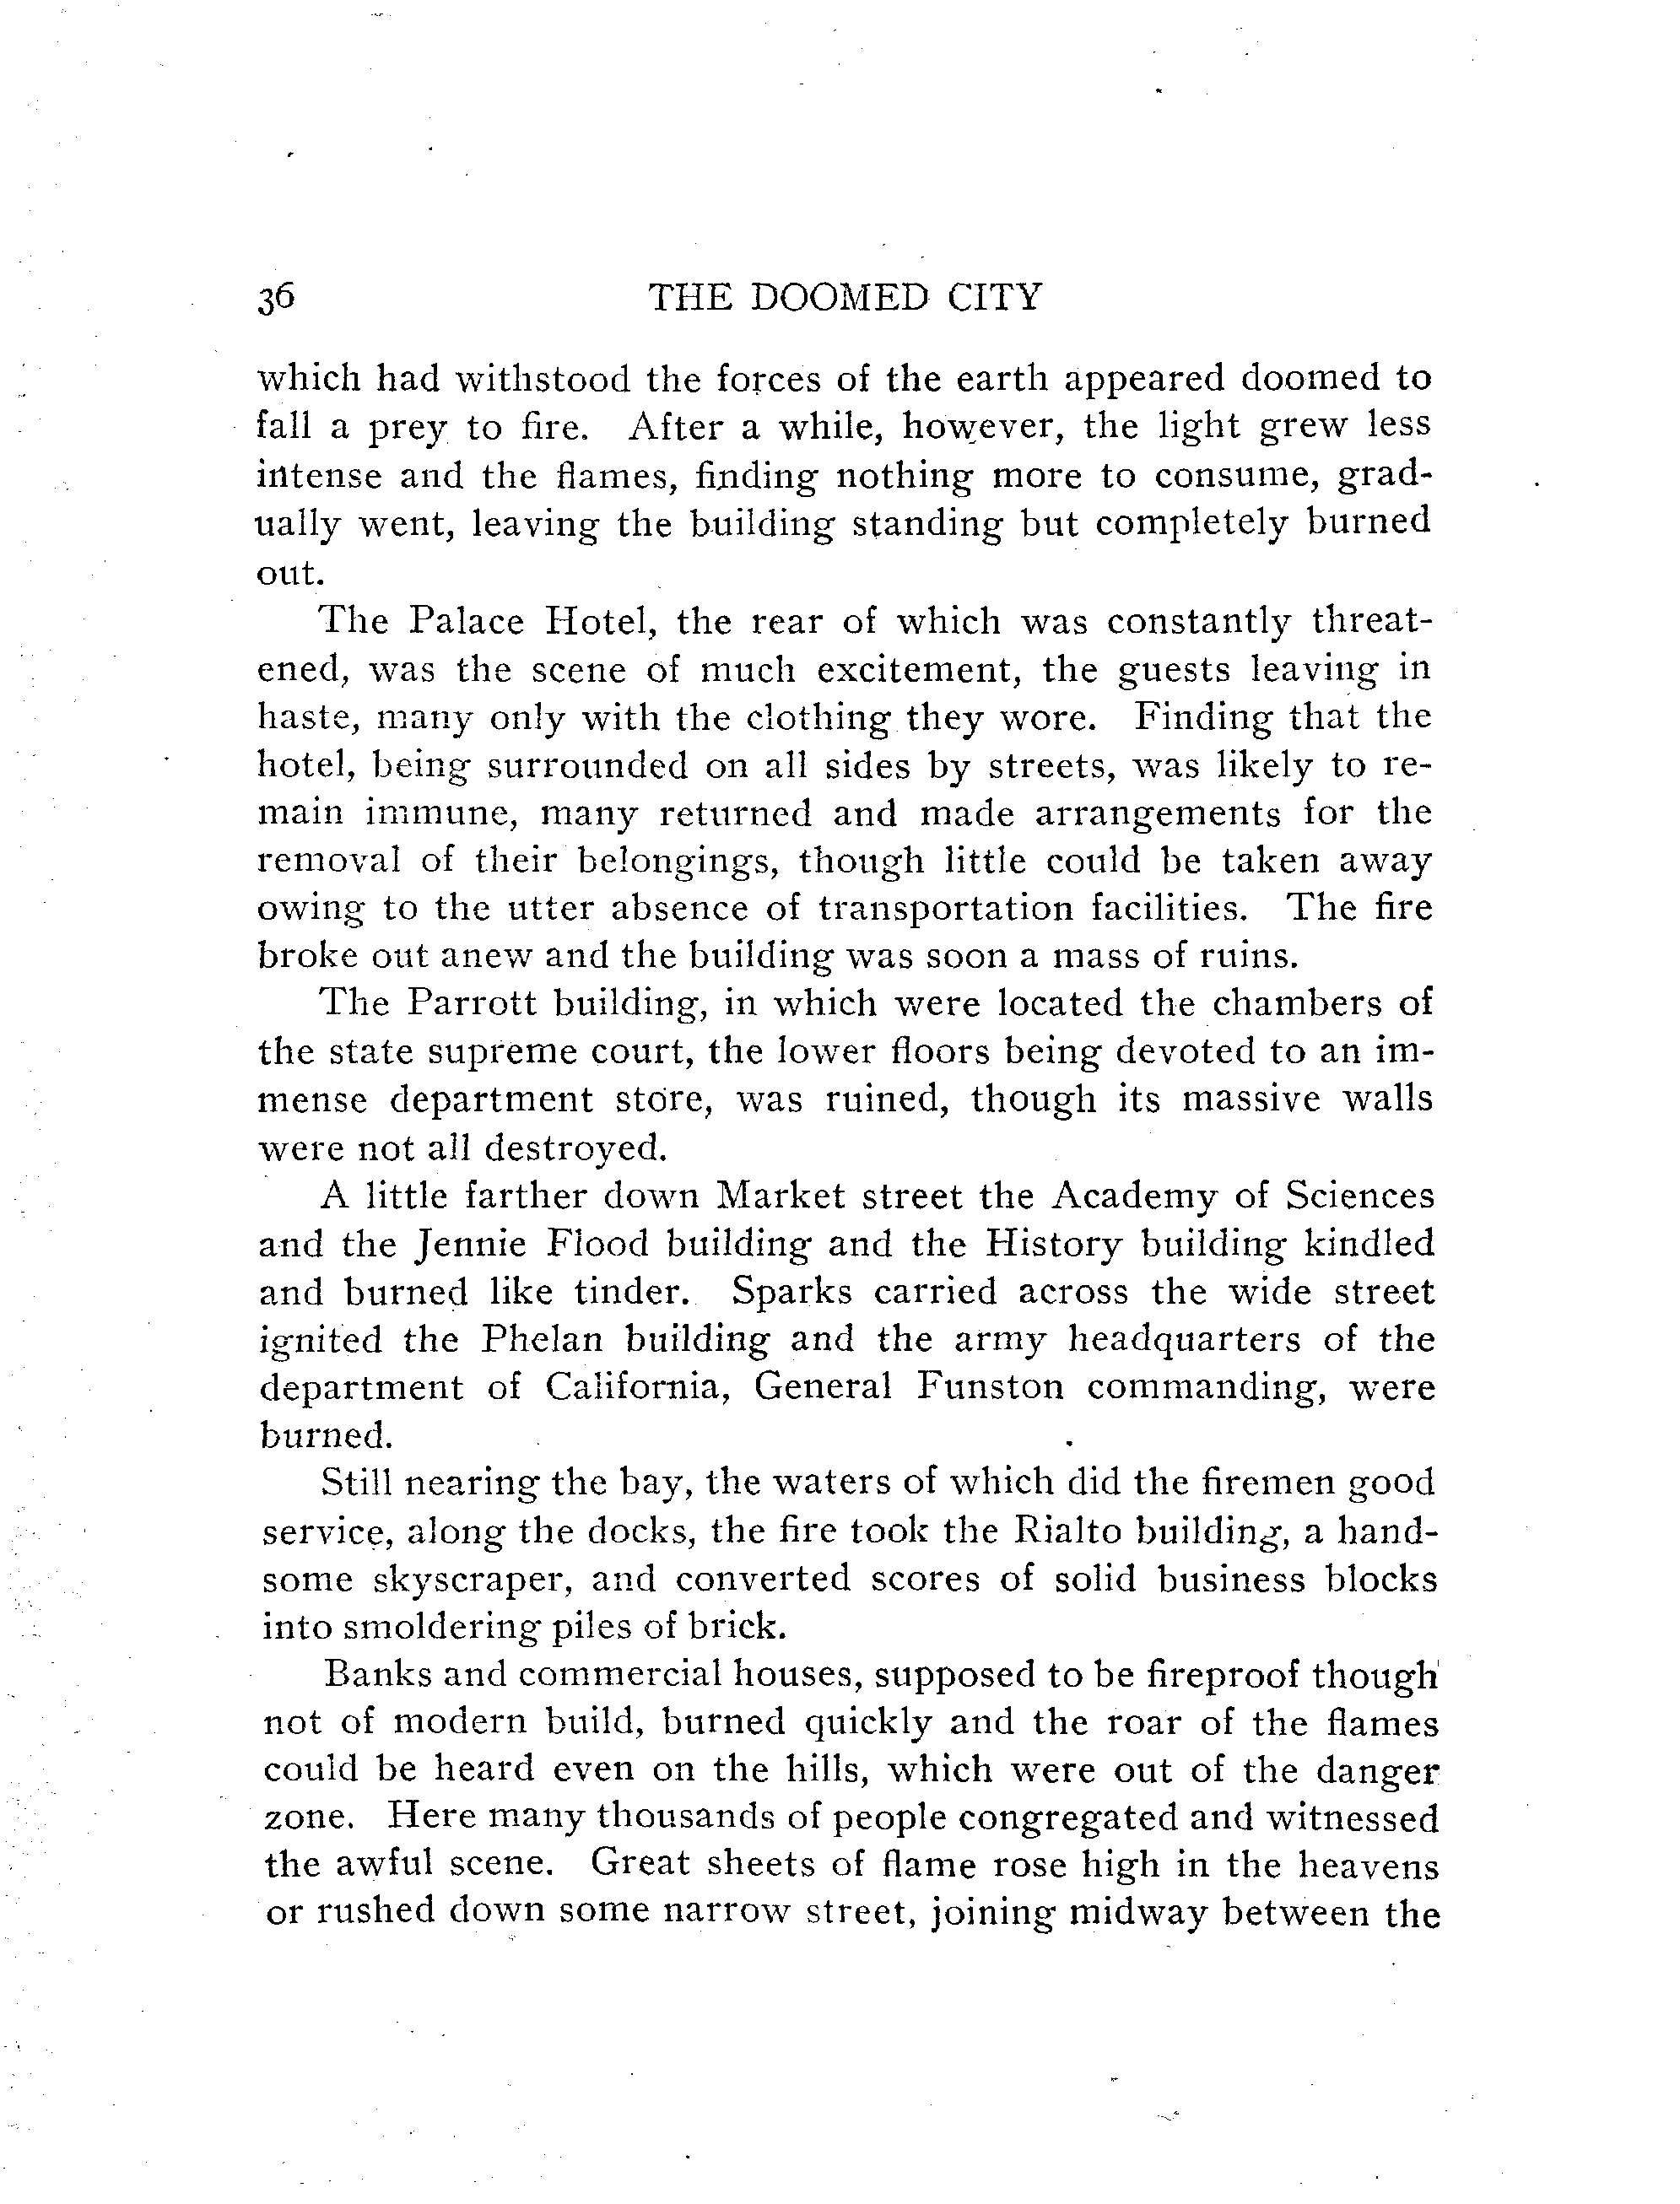 36 THE DOOMED CITY
which had withstood the forces of the earth appeared doomed to
fall a prey to fire. After a while, however, the light grew less
intense and the flames, finding nothing more to consume, grad-
ually went, leaving the building standing but completely burned
out.
The Palace Hotel, the rear of which was constantly threat-
ened, was the scene of much excitement, the guests leaving in
haste, many only with the clothing they wore. Finding that the
hotel, being surrounded on all sides by streets, was likely to re-
main immune, many returned and made arrangements for the
removal of their belongings, though little could be taken away
owing to the utter absence of transportation facilities. The fire
broke out anew and the building was soon a mass of ruins.
The Parrott building, in which were located the chambers of
the state supreme court, the lower floors being devoted to an im-
mense department store, was ruined, though its massive walls
were not all destroyed.
A little farther down Market street the Academy of Sciences
and the Jennie Flood building and the History building kindled
and burned like tinder. Sparks carried across the wide street
ignited the Phelan building and the army headquarters of the
department of California, General Funston commanding, were
burned.
Still nearing the bay, the waters of which did the firemen good
service, along the docks, the fire took the Rialto building, a hand-
some skyscraper, and converted scores of solid business blocks
into smoldering piles of brick.
Banks and commercial houses, supposed to be fireproof though
not of modern build, burned quickly and the roar of the flames
could be heard even on the hills, which were out of the danger
zone. Here many thousands of people congregated and witnessed
the awful scene. Great sheets of flame rose high in the heavens
or rushed down some narrow street, joining midway between the